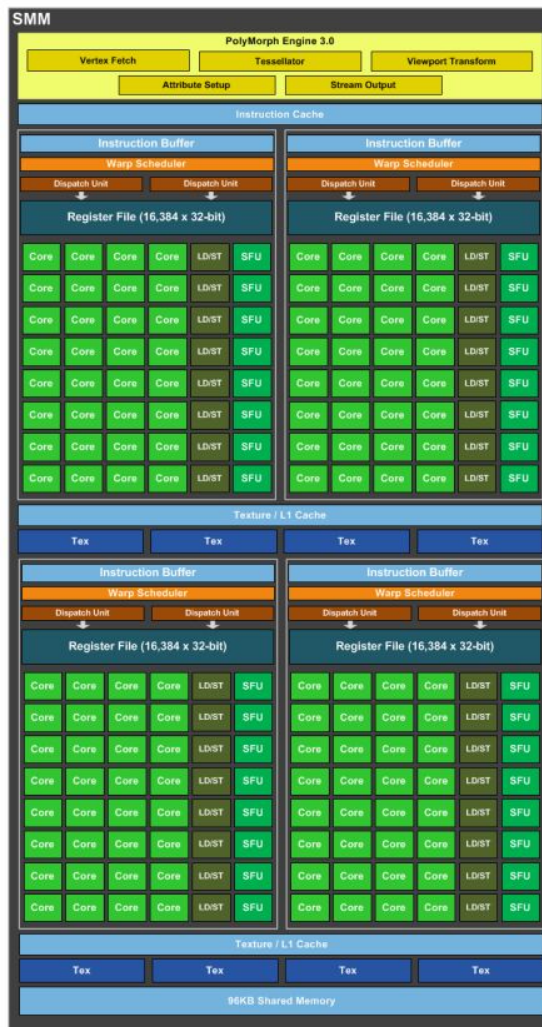 SMM
PolyMorph Engine 3.0
Vertex Fetch Tessellator Viewport Transform
Attribute Setup Stream Output
Instruction Cache
Instruction Buffer Instruction Buffer
Warp Scheduler Warp Scheduler
Dispatch Unit Dispatch Unit Dispatch Unit Dispatch Unit
Register File (16,384 x 32-bit) Register File (16,384 x 32-bit)
Core Core Core Core LD/ST SFU Core Core Core Core LD/ST SFU
Core Core Core Core LD/ST SFU Core Core Core Core LD/ST SFU
Core Core Core Core LD/ST SFU Core Core Core Core LD/ST SFU
Core Core Core Core LD/ST SFU Core Core Core Core LD/ST SFU
Core Core Core Core LD/ST SFU Core Core Core Core LD/ST SFU
Core Core Core Core LD/ST SFU Core Core Core Core LD/ST SFU
Core Core Core Core LD/ST SFU Core Core Core Core LD/ST SFU
Core Core Core Core LD/ST SFU Core Core Core Core LD/ST SFU
Texture / L1 Cache
Tex Tex Tex Tex
Instruction Buffer Instruction Buffer
Warp Scheduler Warp Scheduler
Dispatch Unit Dispatch Unit Dispatch Unit Dispatch Unit
Register File (16,384 x 32-bit) Register File (16,384 x 32-bit)
Core Core Core Core LD/ST SFU Core Core Core Core LD/ST SFU
Core Core Core Core LD/ST SFU Core Core Core Core LD/ST SFU
Core Core Core Core LD/ST SFU Core Core Core Core LD/ST SFU
Core Core Core Core LD/ST SFU Core Core Core Core LD/ST SFU
Core Core Core Core LD/ST SFU Core Core Core Core LD/ST SFU
Core Core Core Core LD/ST SFU Core Core Core Core LD/ST SFU
Core Core Core Core LD/ST SFU Core Core Core Core LD/ST SFU
Core Core Core Core LD/ST SFU Core Core Core Core LD/ST SFU
Texture / L1 Cache
Tex Tex Tex Tex
96KB Shared Memory